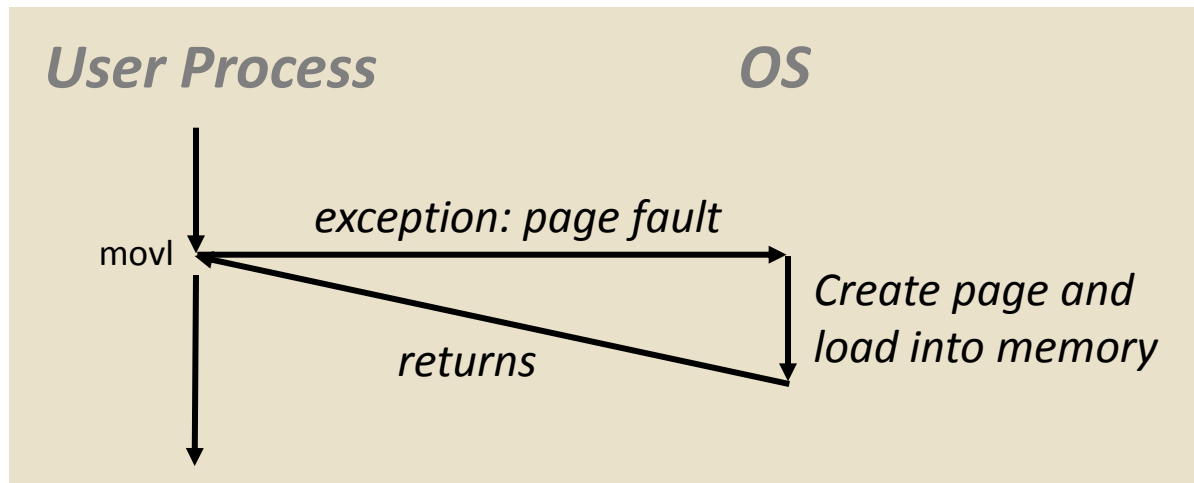 User Process
OS
exception: page fault
movl
Create page and
load into memory
returns